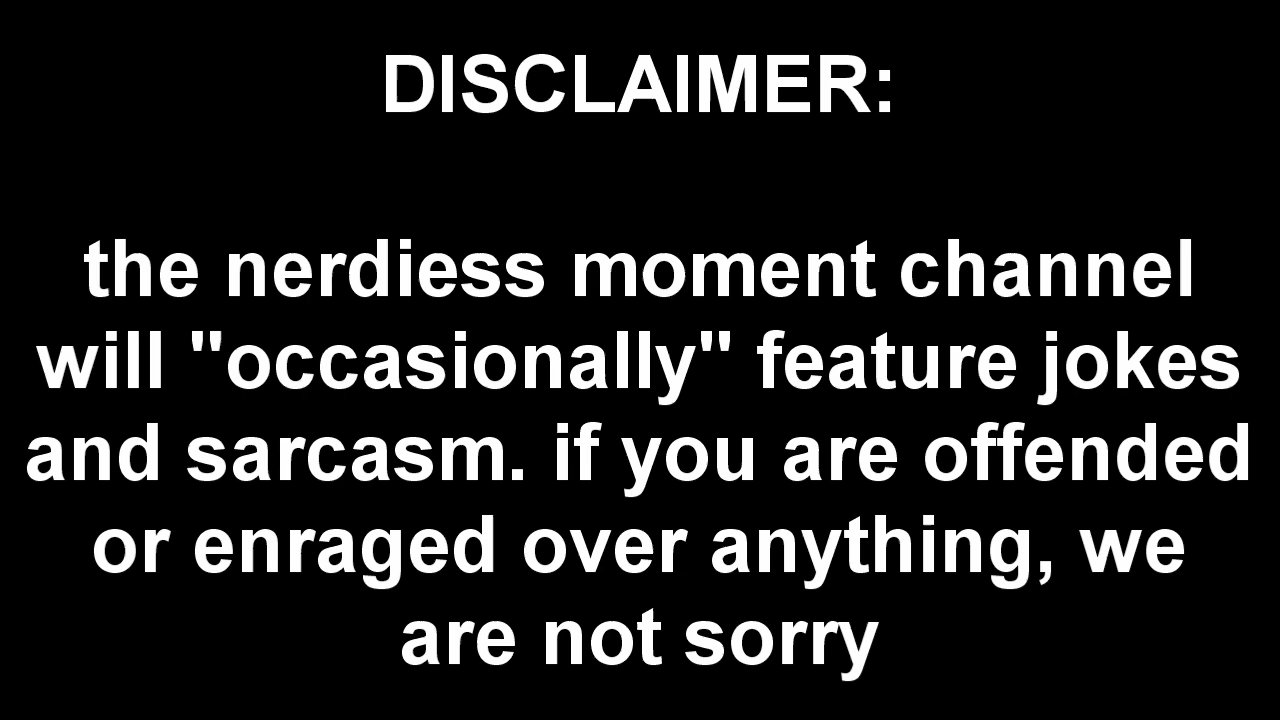 DISCLAIMER:
the nerdiess moment channel
will "occasionally" feature jokes
and sarcasm. if you are offended
or enraged over anything, we
are not sorry